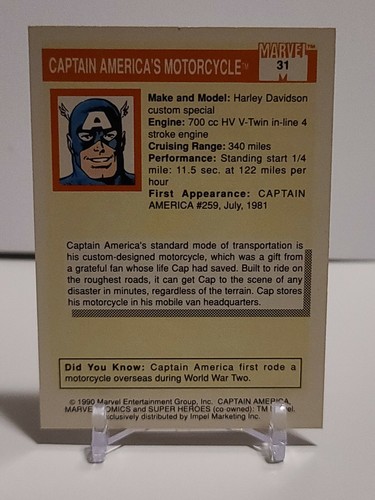 MARVEL™
CAPTAIN AMERICA'S MOTORCYCLE™
31
Make and Model: Harley Davidson
custom special
Engine: 700 cc HV V-Twin in-line 4
stroke engine
Cruising Range: 340 miles
Performance: Standing start 1/4
mile: 11.5 sec. at 122 miles per
hour
First Appearance: CAPTAIN
AMERICA #259, July, 1981
A
Captain America's standard mode of transportation is
his custom-designed motorcycle, which was a gift from
a grateful fan whose life Cap had saved. Built to ride on
the roughest roads, it can get Cap to the scene of any
disaster in minutes, regardless of the terrain. Cap stores
his motorcycle in his mobile van headquarters.
Did You Know: Captain America first rode a
motorcycle overseas during World War Two.
© 1990 Marvel Entertainment Group, Inc. CAPTAIN AMERICA,
MARVEL COMICS and SUPER HEROES (co-owned): TM Marvel.
Exclusively distributed by Impel Marketing Inc.